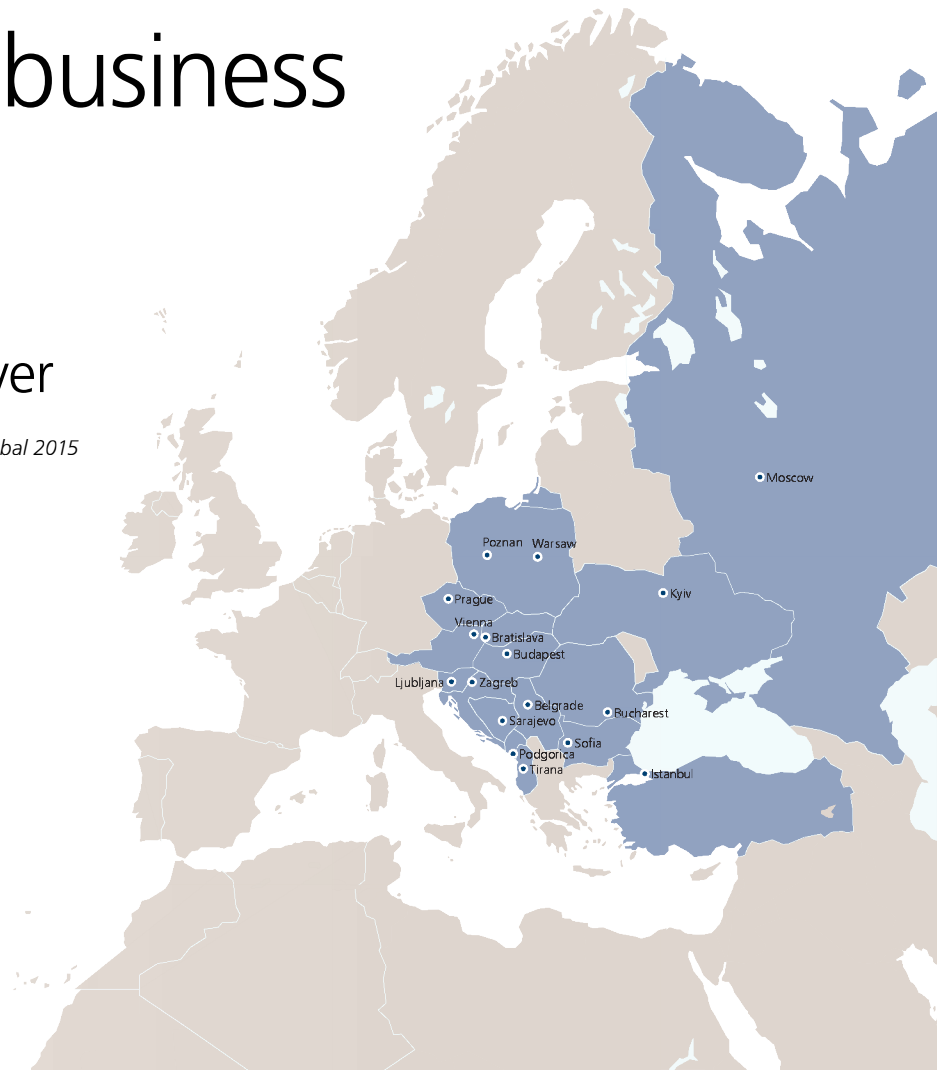 business
ver
bal 2015
Moscow
Poznan
Warsaw
Kyiv
Prague
Vienna
Bratislava
Budapest
Ljubljana
Zagreb
Belgrade
Bucharest
Sarajevo
Sofia
Podgorica
Tirana
Istanbul